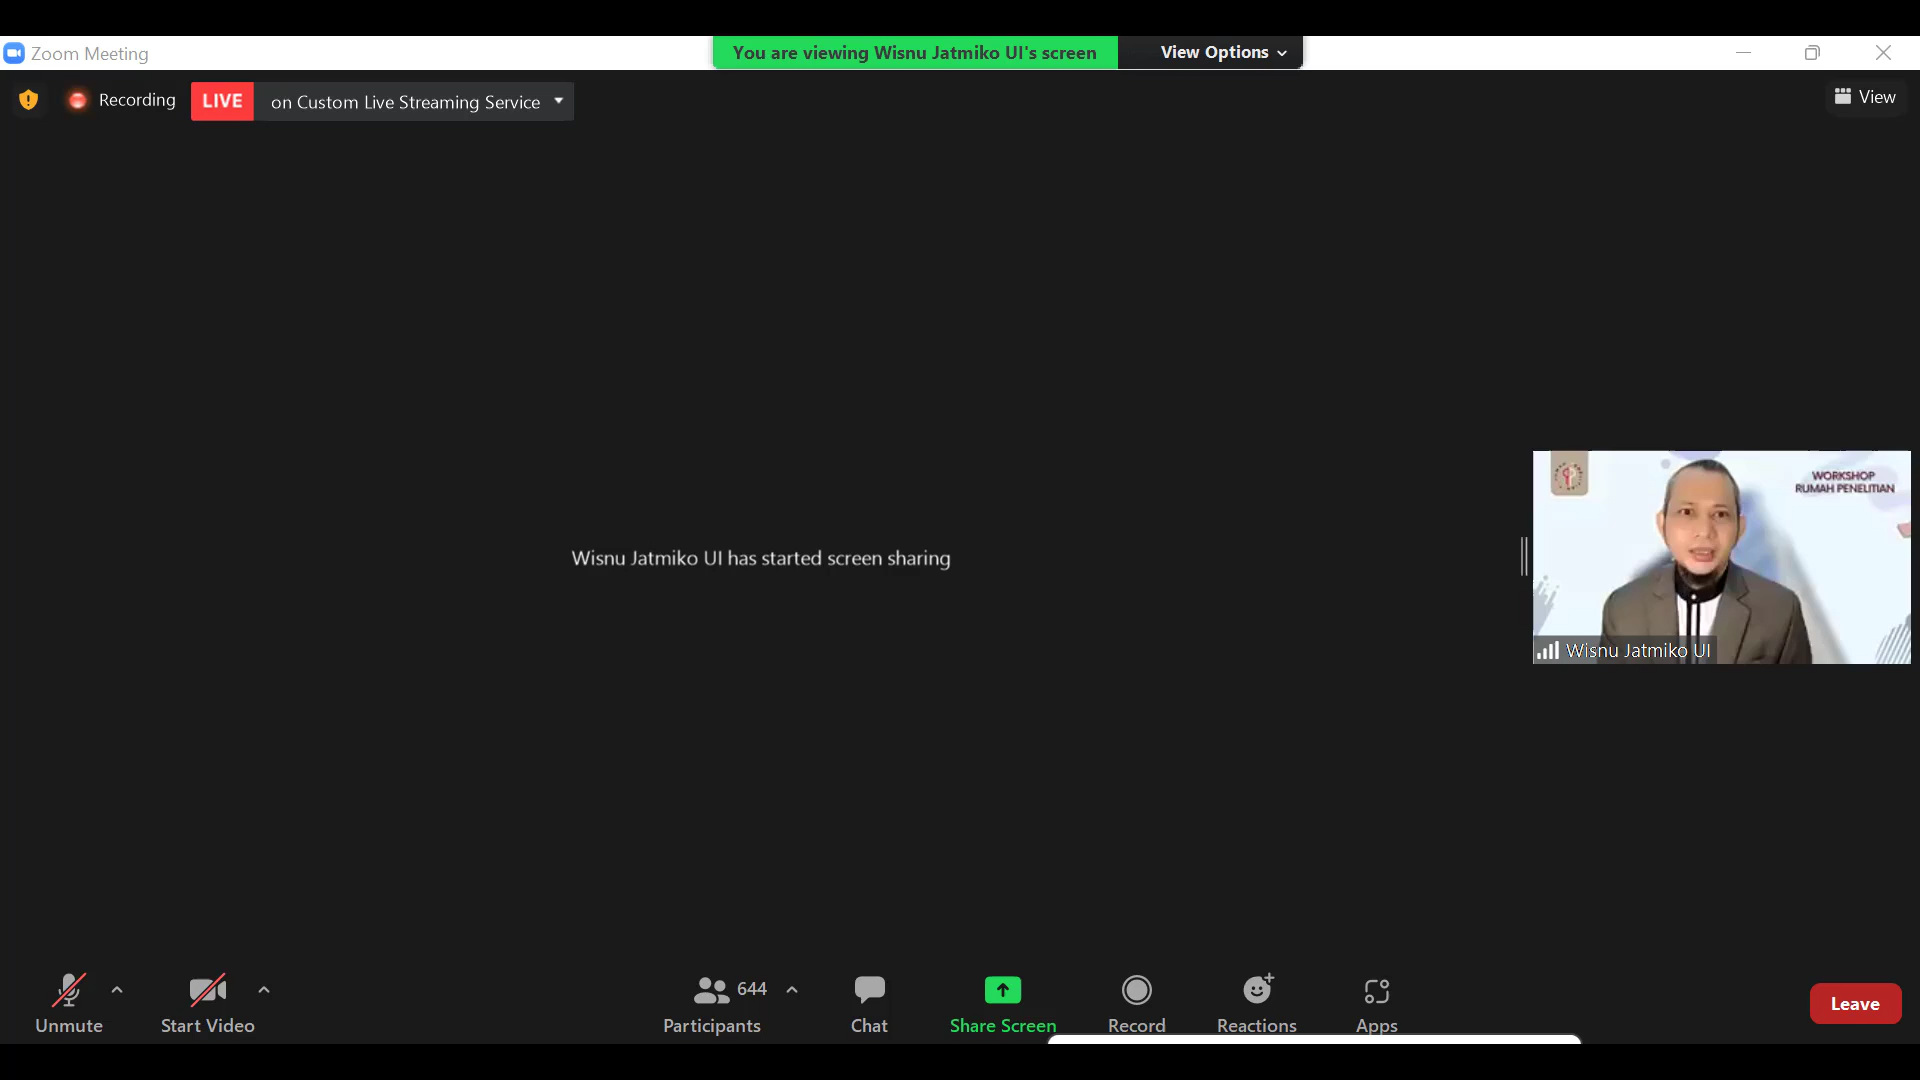 Zoom Meeting
You are viewing Wisnu Jatmiko UI's screen
View Options
Recording
LIVE
on Custom Live Streaming Service
View
WORKSHOP
RUMAH PENELITIAN
Wisnu Jatmiko UI has started screen sharing
Wisnu Jatmiko UI
Unmute
Start Video
644
Participants
Chat
Share Screen
Record
Reactions
Apps
Leave